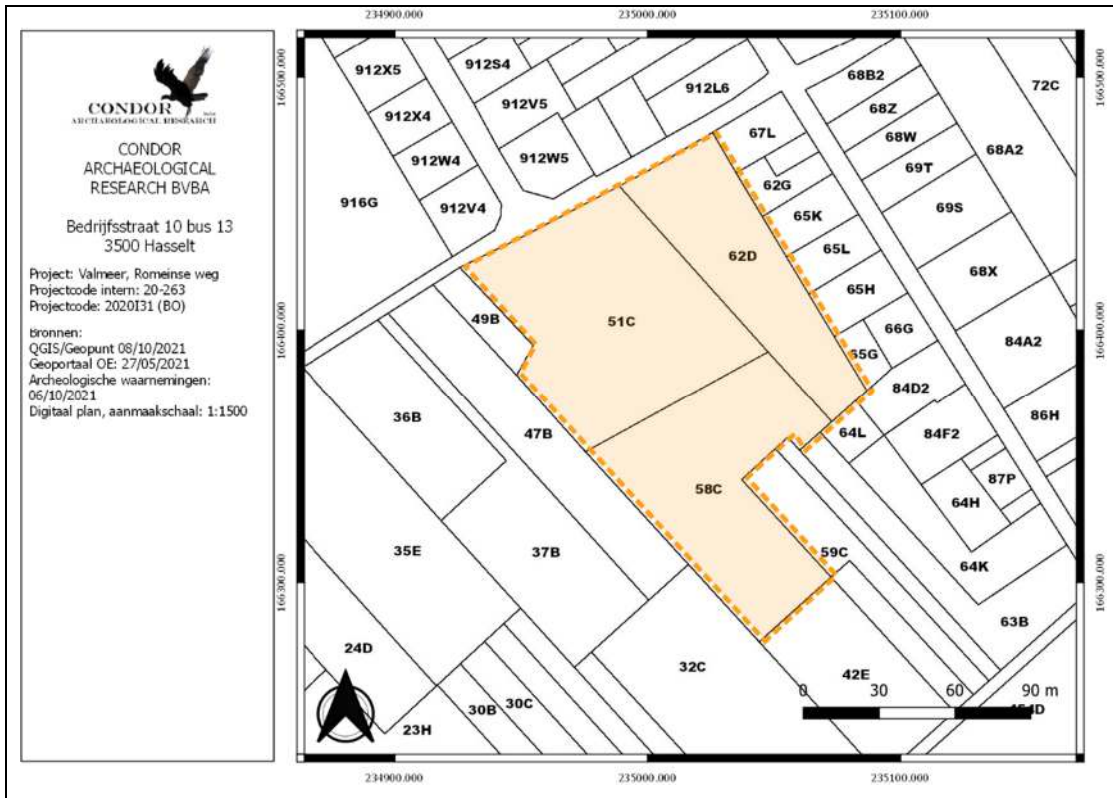 CONDOR
ARCHAEOLOGICAL RESEARCH
CONDOR
ARCHAEOLOGICAL
RESEARCH BVBA
Bedrijfsstraat 10 bus 13
3500 Hasselt
Project: Valmeer, Romeinse weg
Projectcode intern: 20-263
Projectcode: 2020I31 (BO)
Bronnen:
QGIS/Geopunt 08/10/2021
Geoportaal OE: 27/05/2021
Archeologische waarnemingen:
06/10/2021
Digitaal plan, aanmaakschaal: 1:1500
234900.000
235000.000
235100.000
166500.000
166400.000
166300.000
166500.000
166400.000
166300.000
912X5
912S4
912X4
912V5
912L6
68B2
72C
68Z
912W4
912W5
67L
68W
68A2
69T
916G
912V4
62G
65K
69S
62D
65L
68X
65H
51C
49B
66G
65G
84A2
84D2
36B
47B
64L
84F2
86H
87P
58C
64H
35E
37B
59C
64K
63B
24D
32C
42E
30B
30C
23H
0
30
60
90 m
234900.000
235000.000
235100.000